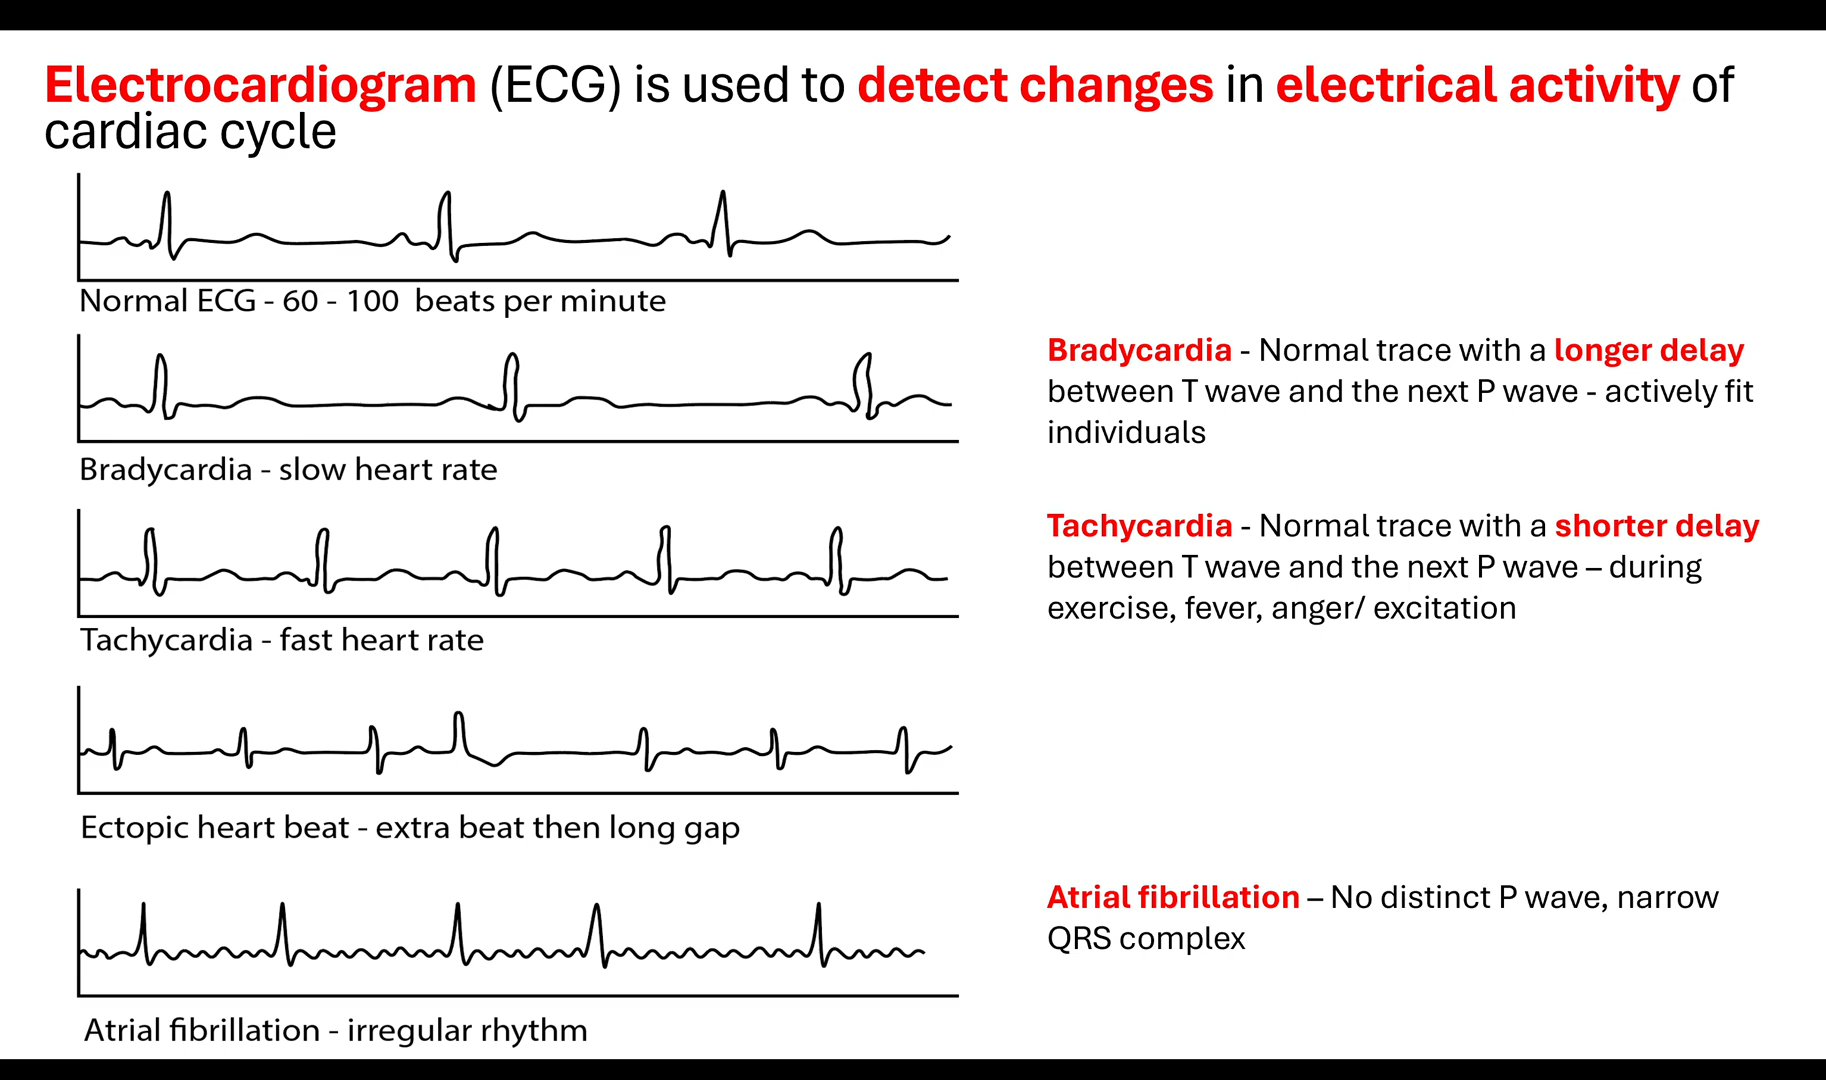 Electrocardiogram (ECG) is used to detect changes in electrical activity of
cardiac cycle
Normal ECG - 60 - 100 beats per minute
Bradycardia - Normal trace with a longer delay
between T wave and the next P wave - actively fit
individuals
Bradycardia - slow heart rate
Tachycardia - Normal trace with a shorter delay
between T wave and the next P wave – during
exercise, fever, anger/ excitation
Tachycardia - fast heart rate
Ectopic heart beat - extra beat then long gap
Atrial fibrillation – No distinct P wave, narrow
QRS complex
Atrial fibrillation - irregular rhythm